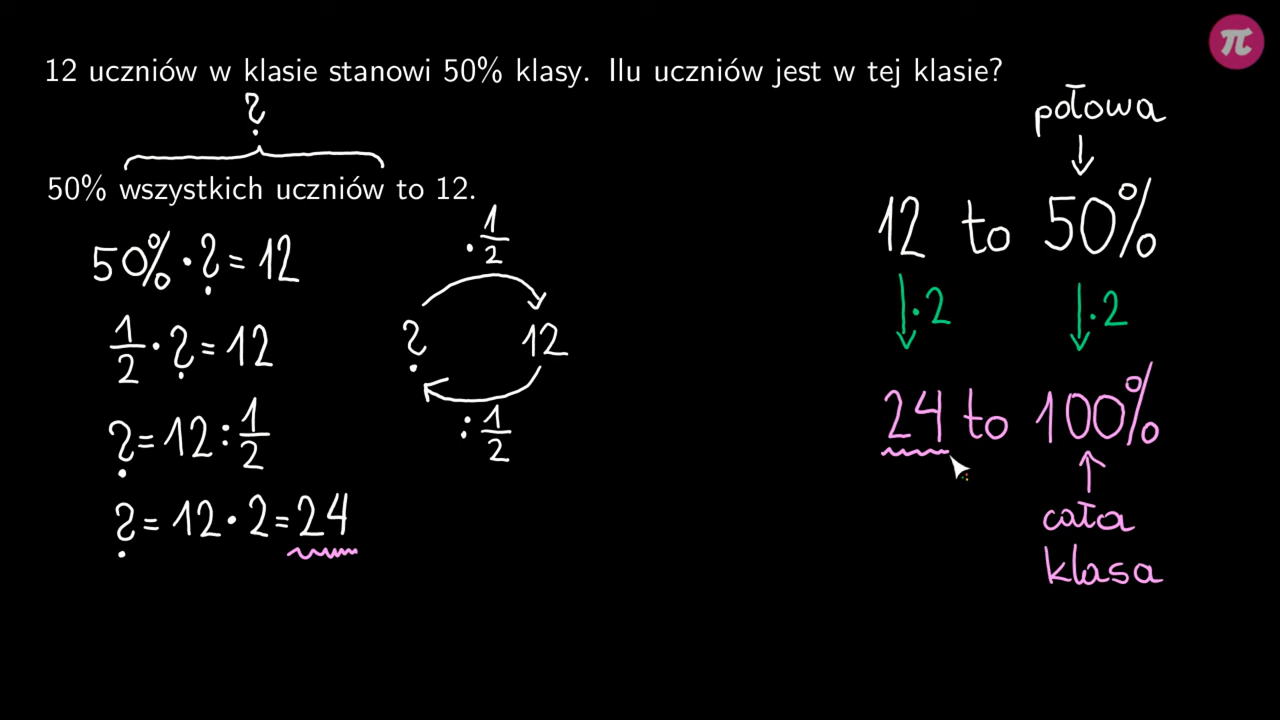 π
12 uczniów w klasie stanowi 50% klasy. Ilu uczniów jest w tej klasie?
?
50% wszystkich uczniów to 12.
50% · ? = 12
1/2 · ? = 12
? = 12 : 1/2
? = 12 · 2 = 24
· 1/2
? 12
: 1/2
połowa
12 to 50%
·2 ·2
24 to 100%
cała
klasa